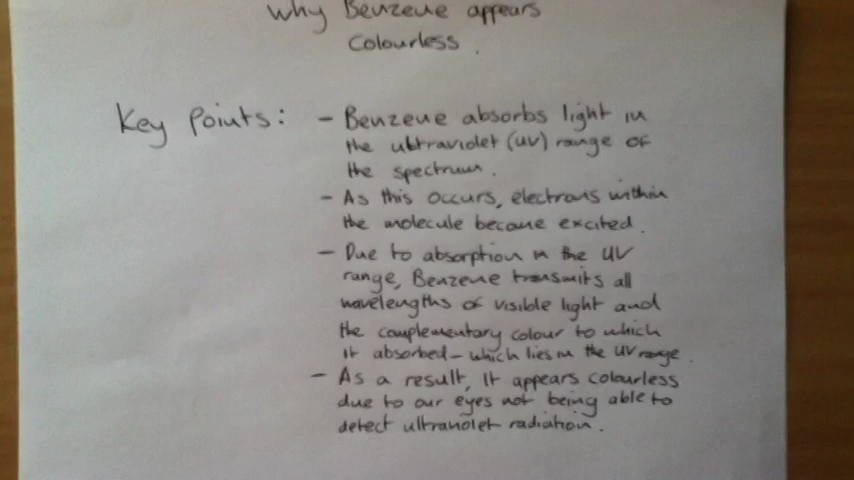 Why Benzene appears
Colourless.
Key Points: - Benzene absorbs light in
the ultraviolet (UV) range of
the spectrum.
- As this occurs, electrons within
the molecule become excited.
- Due to absorption in the UV
range, Benzene transmits all
wavelengths of visible light and
the complementary colour to which
it absorbed - which lies in the UV range.
- As a result, it appears colourless
due to our eyes not being able to
detect ultraviolet radiation.